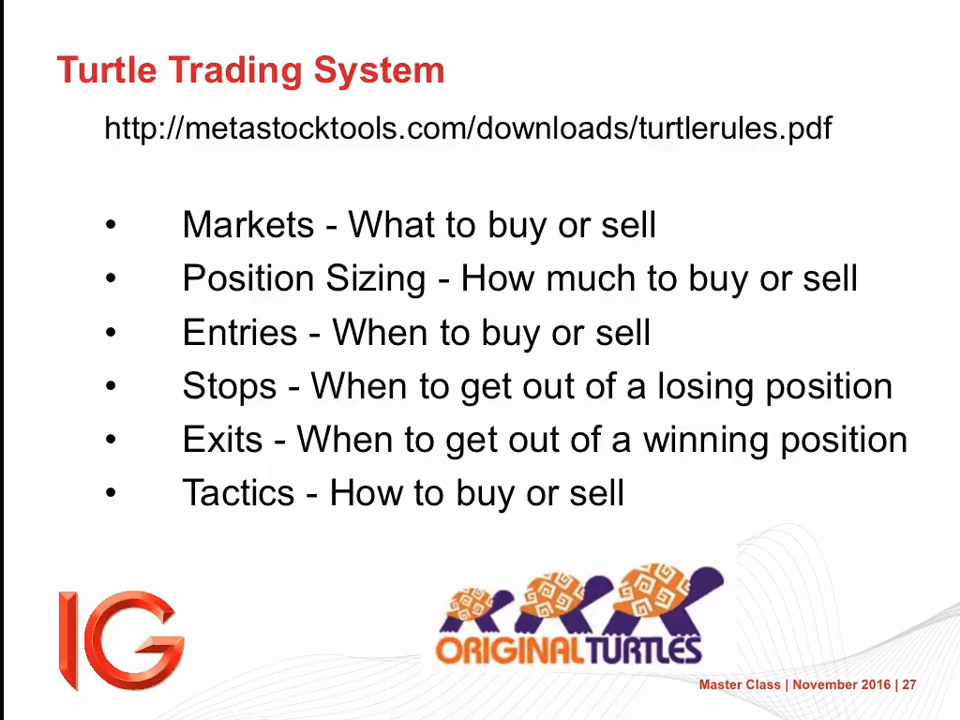 Turtle Trading System
http://metastocktools.com/downloads/turtlerules.pdf
• Markets - What to buy or sell
• Position Sizing - How much to buy or sell
• Entries - When to buy or sell
• Stops - When to get out of a losing position
• Exits - When to get out of a winning position
• Tactics - How to buy or sell
IG
ORIGINALTURTLES
Master Class | November 2016 | 27